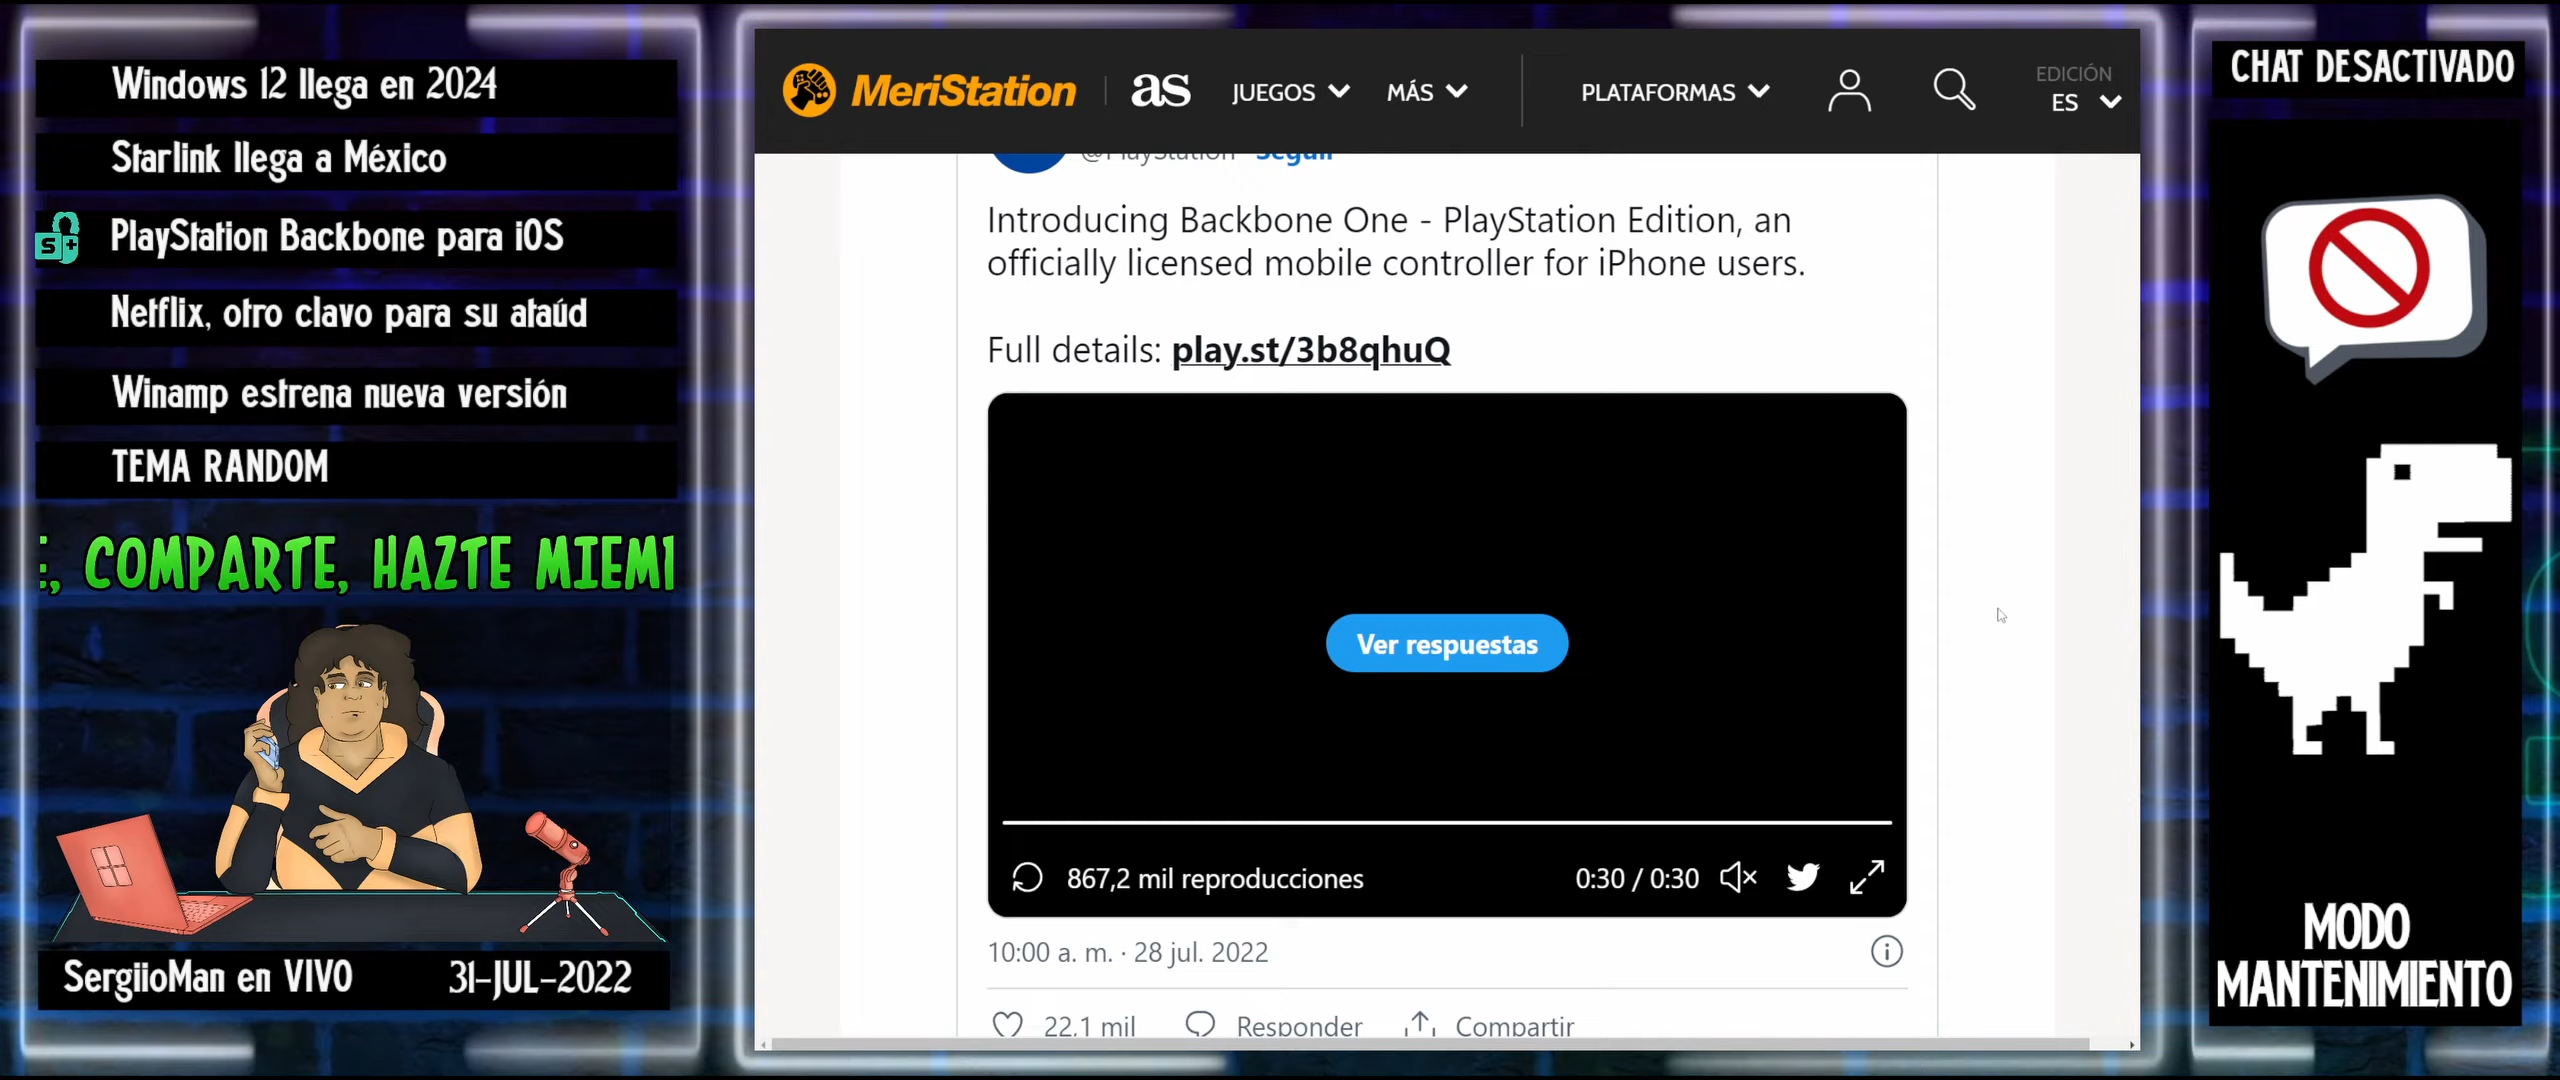 Windows 12 llega en 2024
Starlink llega a México
S+
PlayStation Backbone para iOS
Netflix, otro clavo para su ataúd
Winamp estrena nueva versión
TEMA RANDOM
E, COMPARTE, HAZTE MIEM
SergiioMan en VIVO 31-JUL-2022
MeriStation as JUEGOS MÁS PLATAFORMAS EDICIÓN
ES
@PlayStation · Seguir
Introducing Backbone One - PlayStation Edition, an
officially licensed mobile controller for iPhone users.
Full details: play.st/3b8qhuQ
Ver respuestas
867,2 mil reproducciones 0:30 / 0:30
10:00 a. m. · 28 jul. 2022
22,1 mil Responder Compartir
CHAT DESACTIVADO
MODO
MANTENIMIENTO